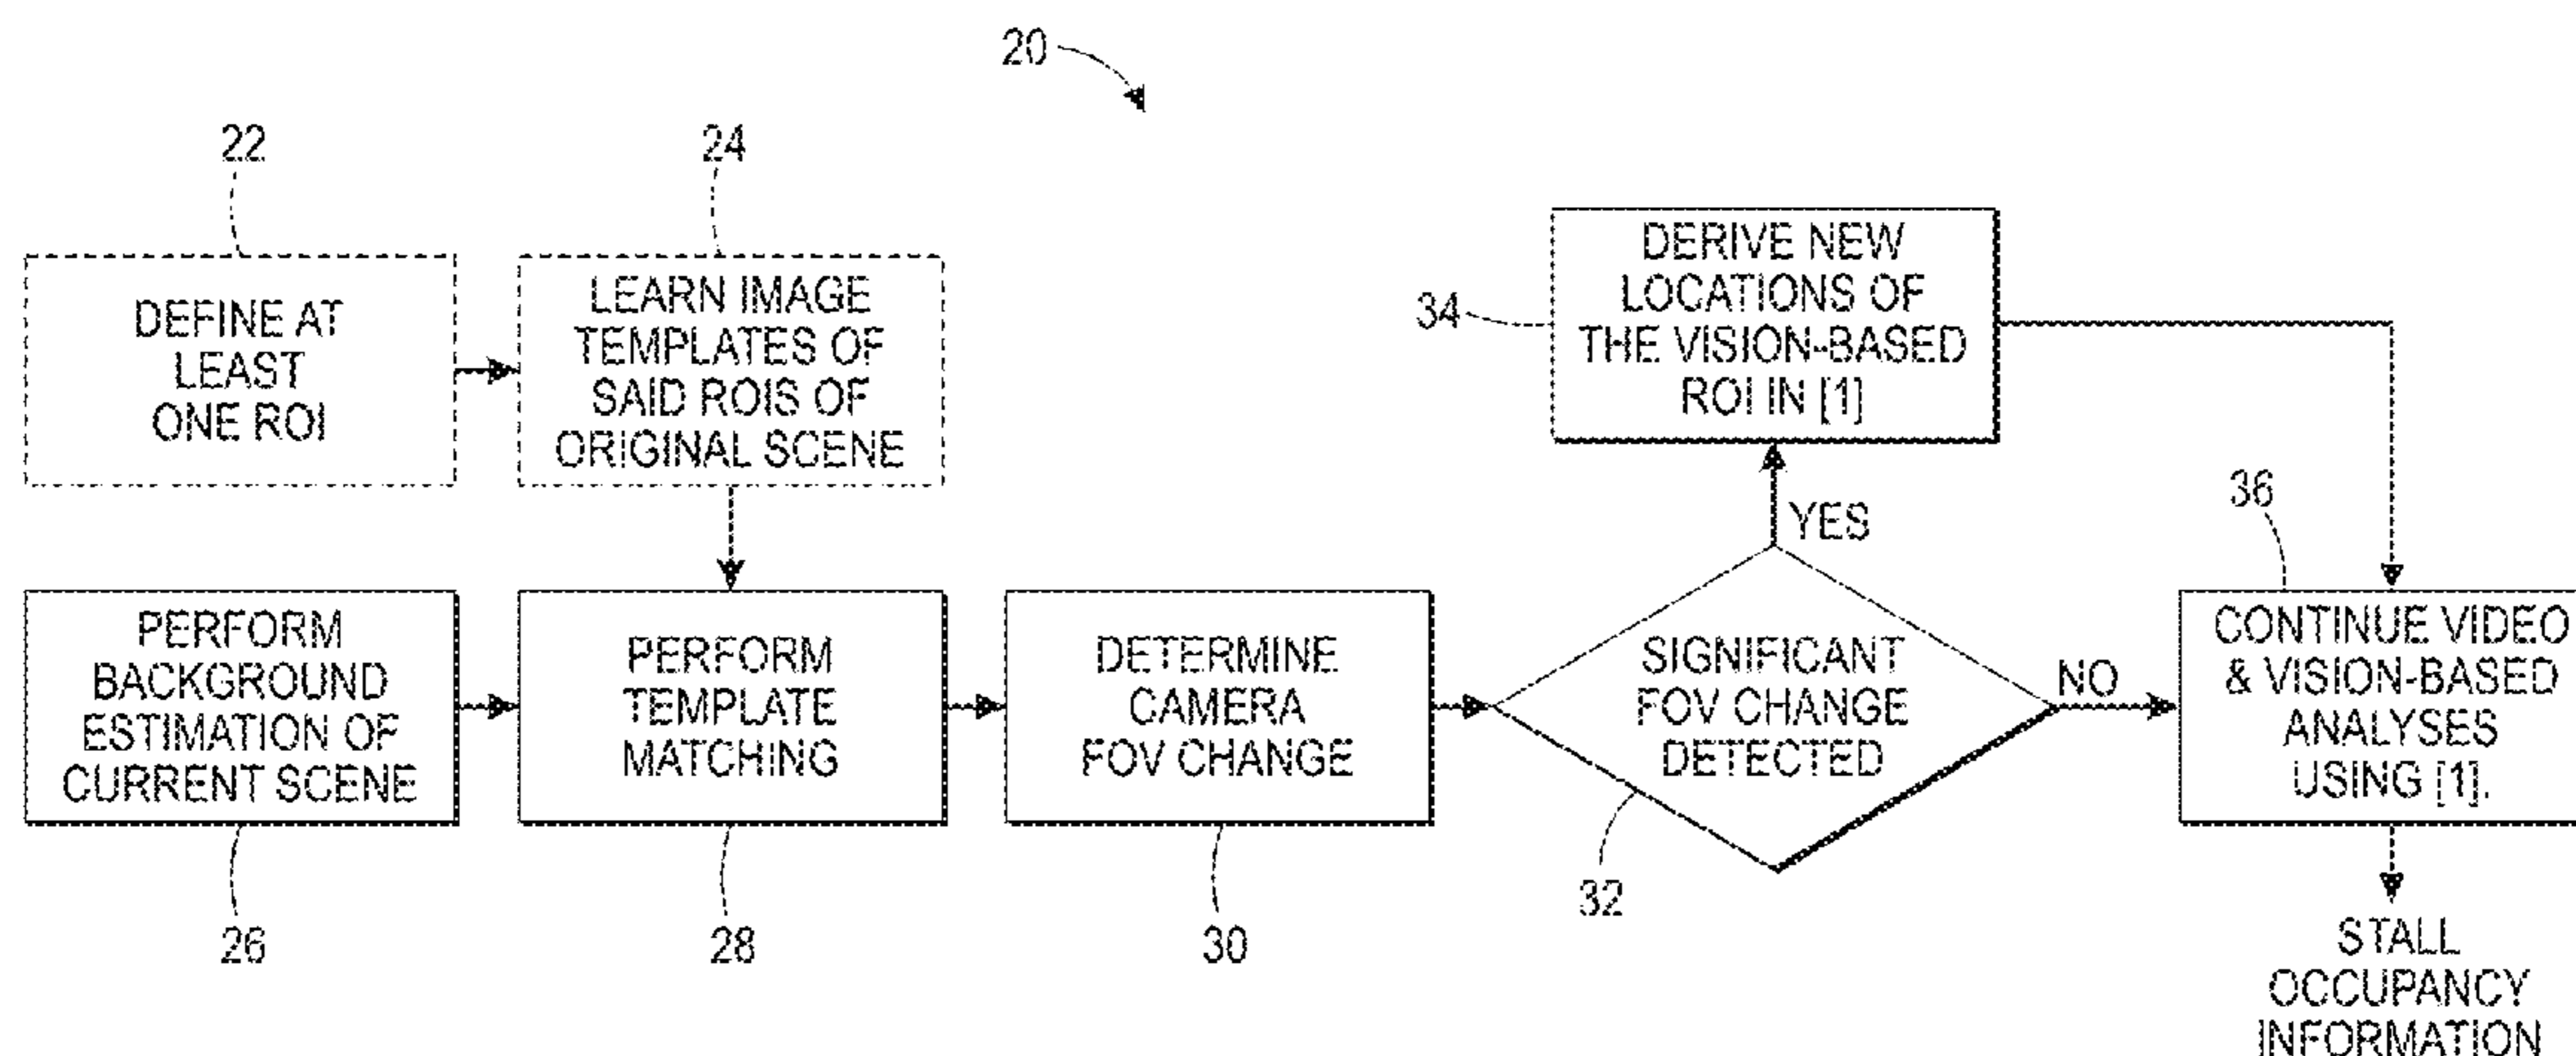 20
22
24
DEFINE AT
LEAST
ONE ROI
LEARN IMAGE
TEMPLATES OF
SAID ROIS OF
ORIGINAL SCENE
34
DERIVE NEW
LOCATIONS OF
THE VISION-BASED
ROI IN [1]
YES
36
PERFORM
BACKGROUND
ESTIMATION OF
CURRENT SCENE
PERFORM
TEMPLATE
MATCHING
DETERMINE
CAMERA
FOV CHANGE
SIGNIFICANT
FOV CHANGE
DETECTED
NO
CONTINUE VIDEO
& VISION-BASED
ANALYSES
USING [1].
26
28
30
32
STALL
OCCUPANCY
INFORMATION